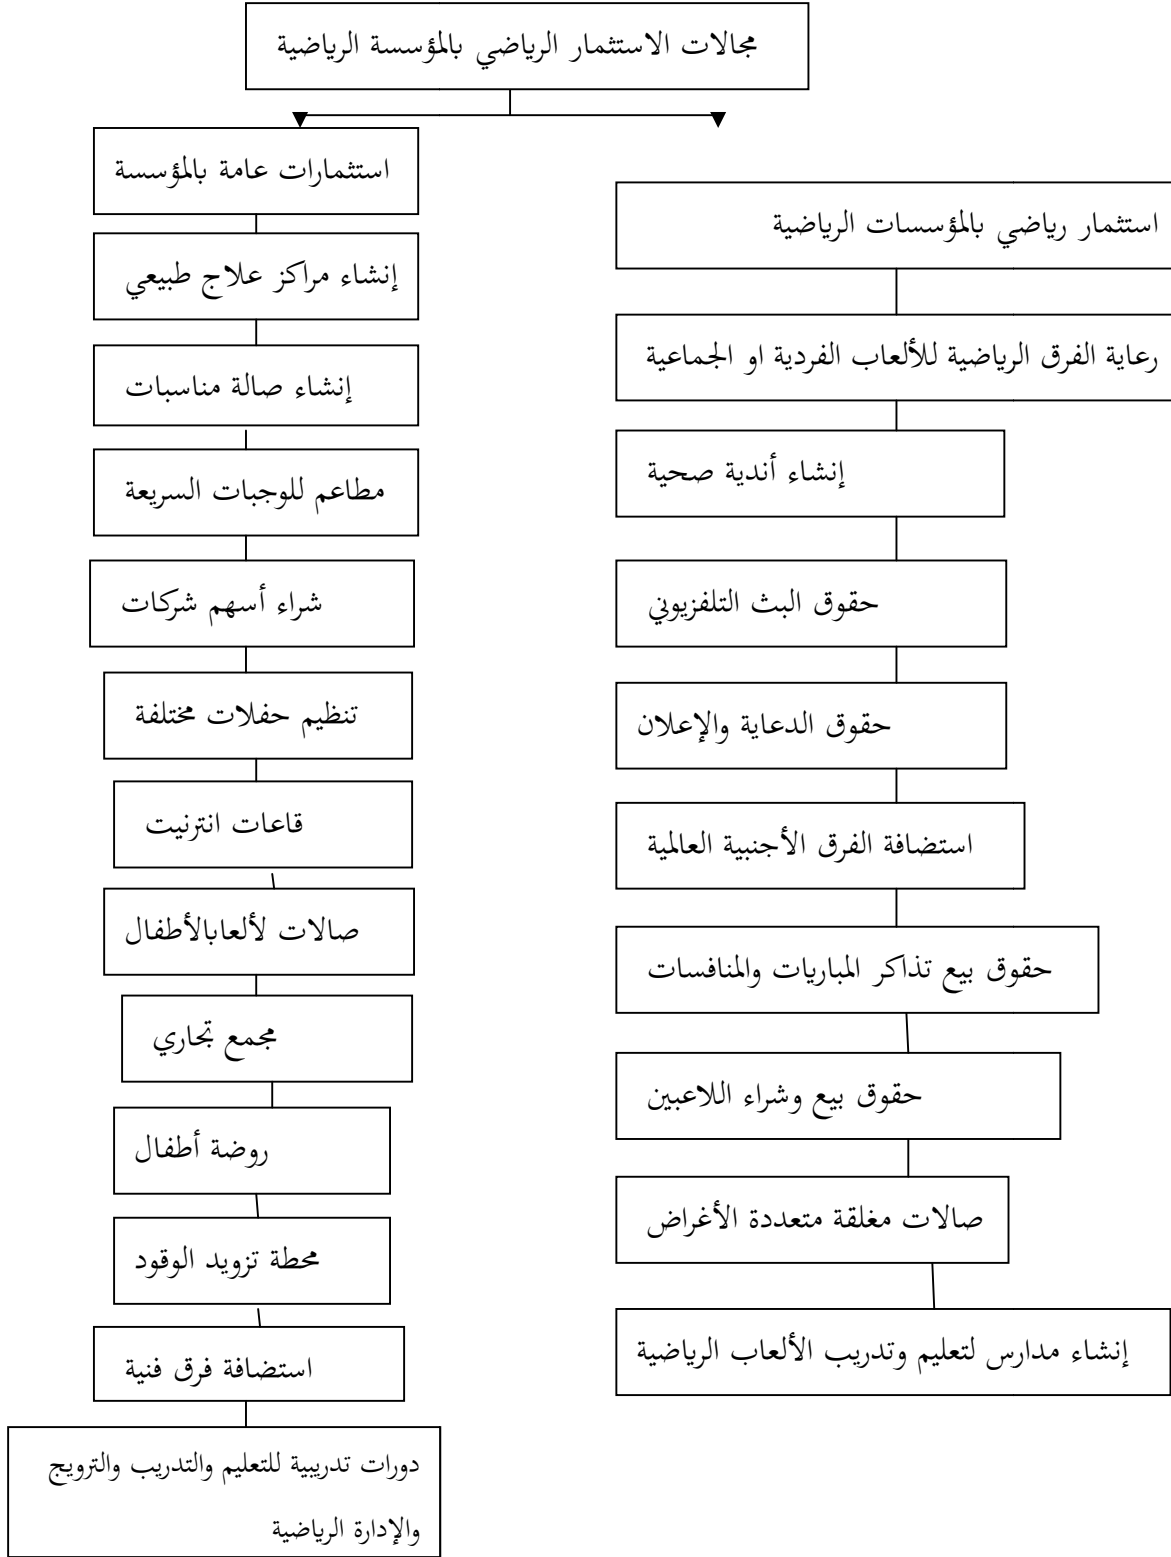 مجالات الاستثمار الرياضي بالمؤسسة الرياضية
استثمار رياضي بالمؤسسات الرياضية
رعاية الفرق الرياضية للألعاب الفردية او الجماعية
إنشاء أندية صحية
حقوق البث التلفزيوني
حقوق الدعاية والإعلان
استضافة الفرق الأجنبية العالمية
حقوق بيع تذاكر المباريات والمنافسات
حقوق بيع وشراء اللاعبين
صالات مغلقة متعددة الأغراض
إنشاء مدارس لتعليم وتدريب الألعاب الرياضية
استثمارات عامة بالمؤسسة
إنشاء مراكز علاج طبيعي
إنشاء صالة مناسبات
مطاعم للوجبات السريعة
شراء أسهم شركات
تنظيم حفلات مختلفة
قاعات انترنيت
صالات لألعابالأطفال
مجمع تجاري
روضة أطفال
محطة تزويد الوقود
استضافة فرق فنية
دورات تدريبية للتعليم والتدريب والترويج
والإدارة الرياضية